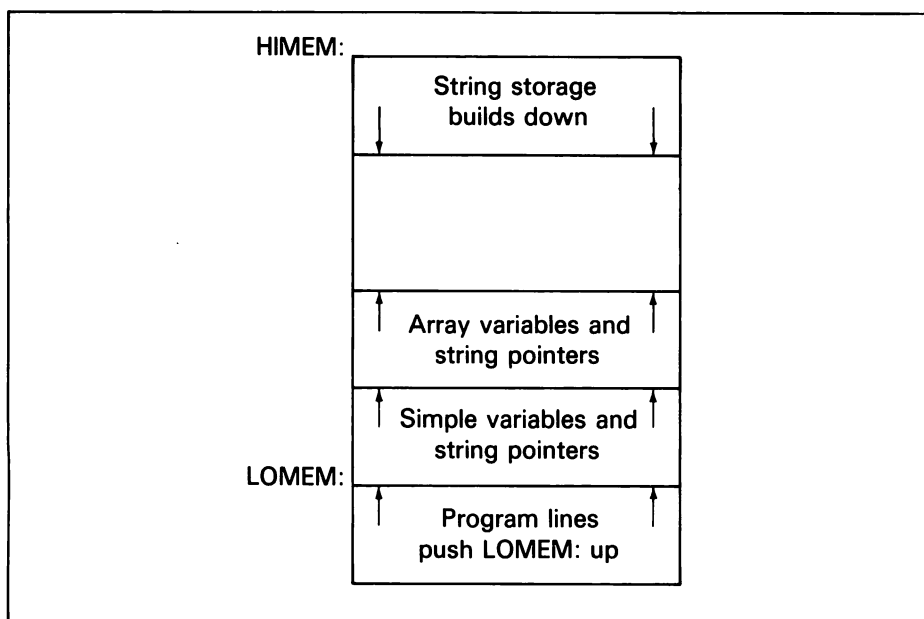 HIMEM:
String storage
builds down
Array variables and
string pointers
Simple variables and
string pointers
LOMEM:
Program lines
push LOMEM: up